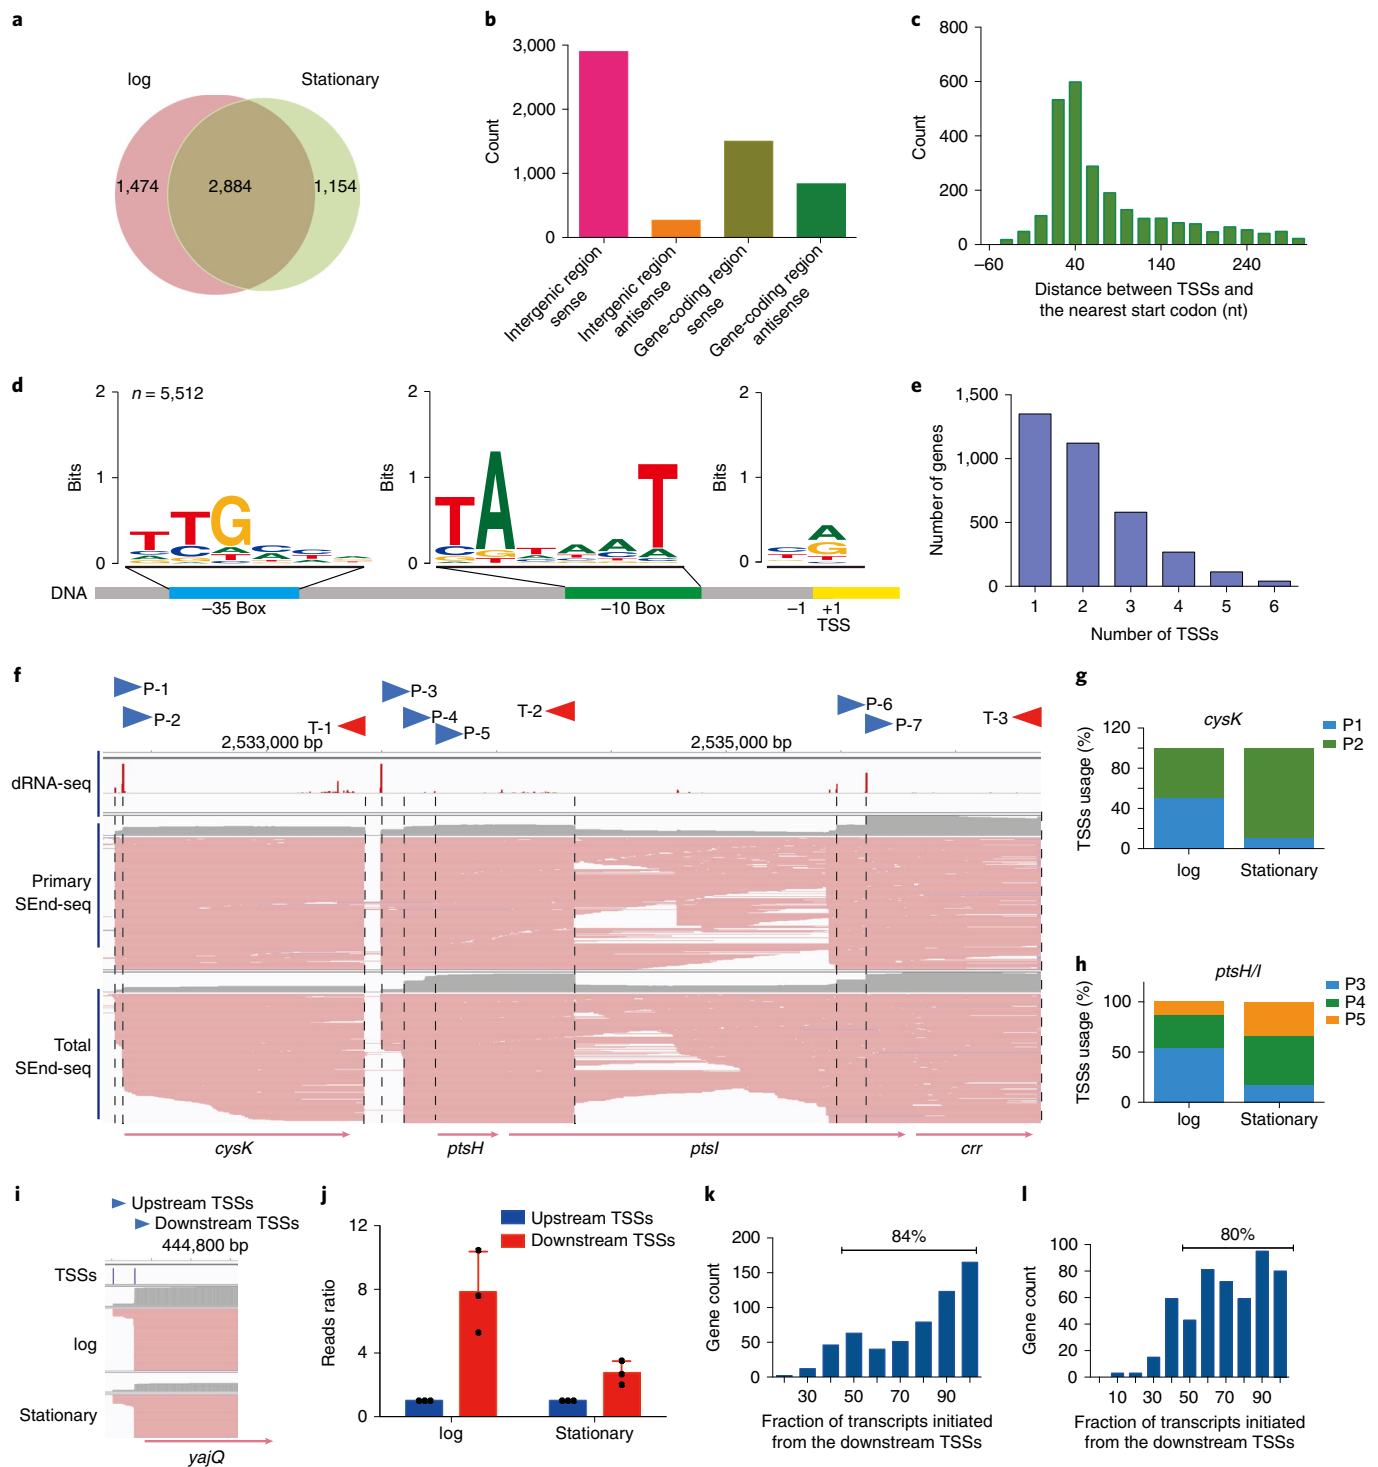 a
log
Stationary
1,474
2,884
1,154
b
Count
3,000
2,000
1,000
0
Intergenic region
sense
Intergenic region
antisense
Gene-coding region
sense
Gene-coding region
antisense
c
Count
800
600
400
200
0
–60
40
140
240
Distance between TSSs and
the nearest start codon (nt)
d
n = 5,512
Bits
2
1
0
Bits
2
1
0
Bits
2
1
0
DNA
–35 Box
–10 Box
–1
+1
TSS
e
Number of genes
1,500
1,000
500
0
1
2
3
4
5
6
Number of TSSs
f
P-1
P-2
T-1
P-3
P-4
P-5
T-2
P-6
P-7
T-3
2,533,000 bp
2,535,000 bp
dRNA-seq
Primary
SEnd-seq
Total
SEnd-seq
cysK
ptsH
ptsI
crr
g
cysK
P1
P2
TSSs usage (%)
120
80
40
0
log
Stationary
h
ptsH/I
P3
P4
P5
TSSs usage (%)
100
50
0
log
Stationary
i
Upstream TSSs
Downstream TSSs
444,800 bp
TSSs
log
Stationary
yajQ
j
Upstream TSSs
Downstream TSSs
Reads ratio
12
8
4
0
log
Stationary
k
84%
Gene count
200
150
100
50
0
30
50
70
90
Fraction of transcripts initiated
from the downstream TSSs
l
80%
Gene count
100
80
60
40
20
0
10
30
50
70
90
Fraction of transcripts initiated
from the downstream TSSs